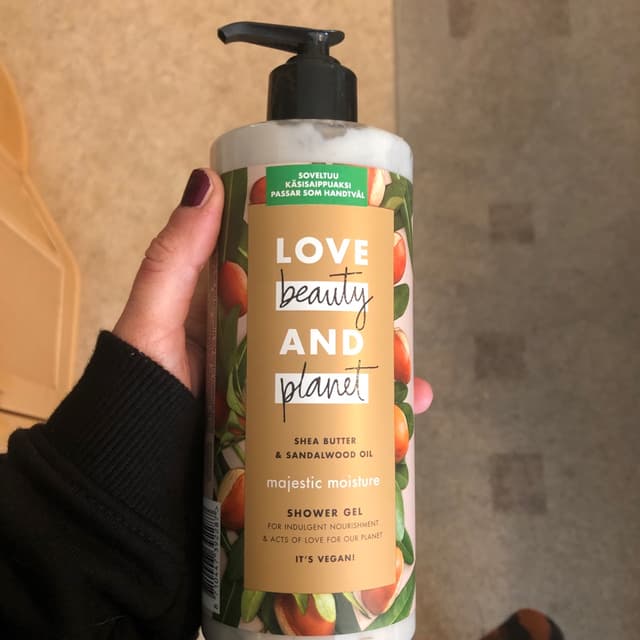 SOVELTUU
KÄSISAIPPUAKSI
PASSAR SOM HANDTVÅL
LOVE
beauty
AND
planet
SHEA BUTTER
& SANDALWOOD OIL
majestic moisture
SHOWER GEL
FOR INDULGENT NOURISHMENT
& ACTS OF LOVE FOR OUR PLANET
IT'S VEGAN!